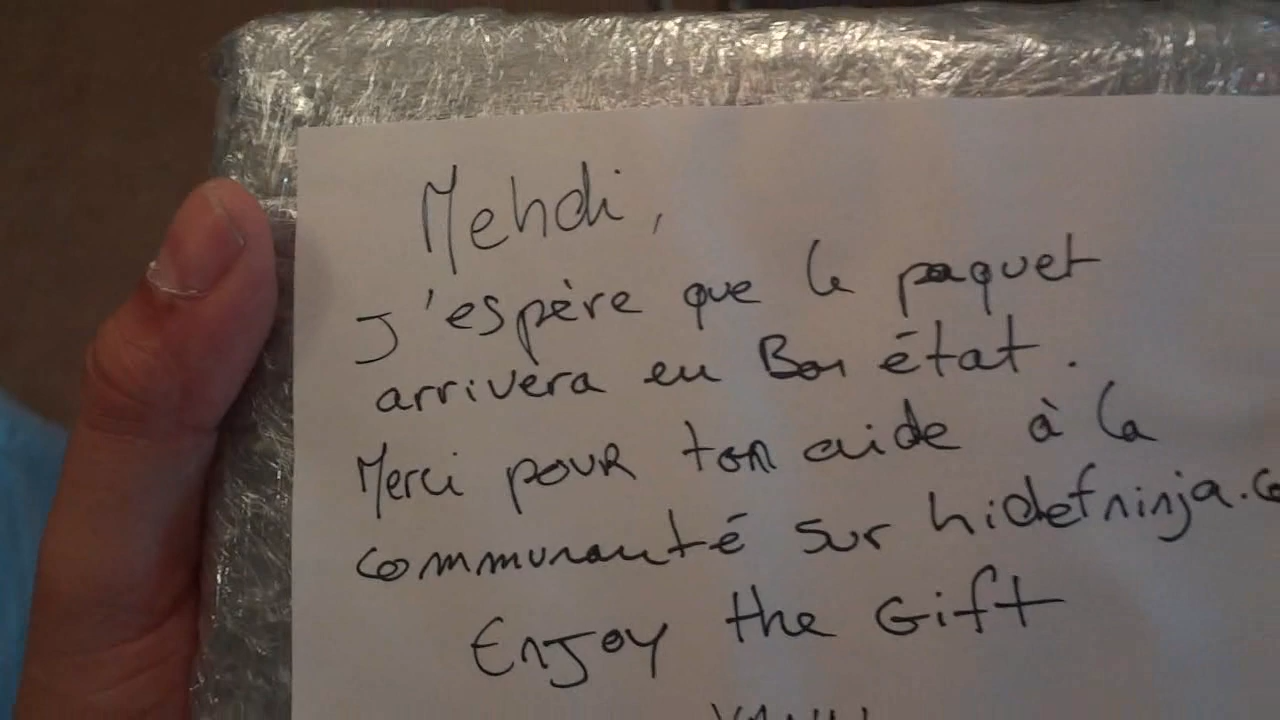 Mehdi,
J'espère que le paquet
arrivera en Bon état.
Merci pour ton aide à la
communauté sur hidefninja.co
Enjoy the Gift